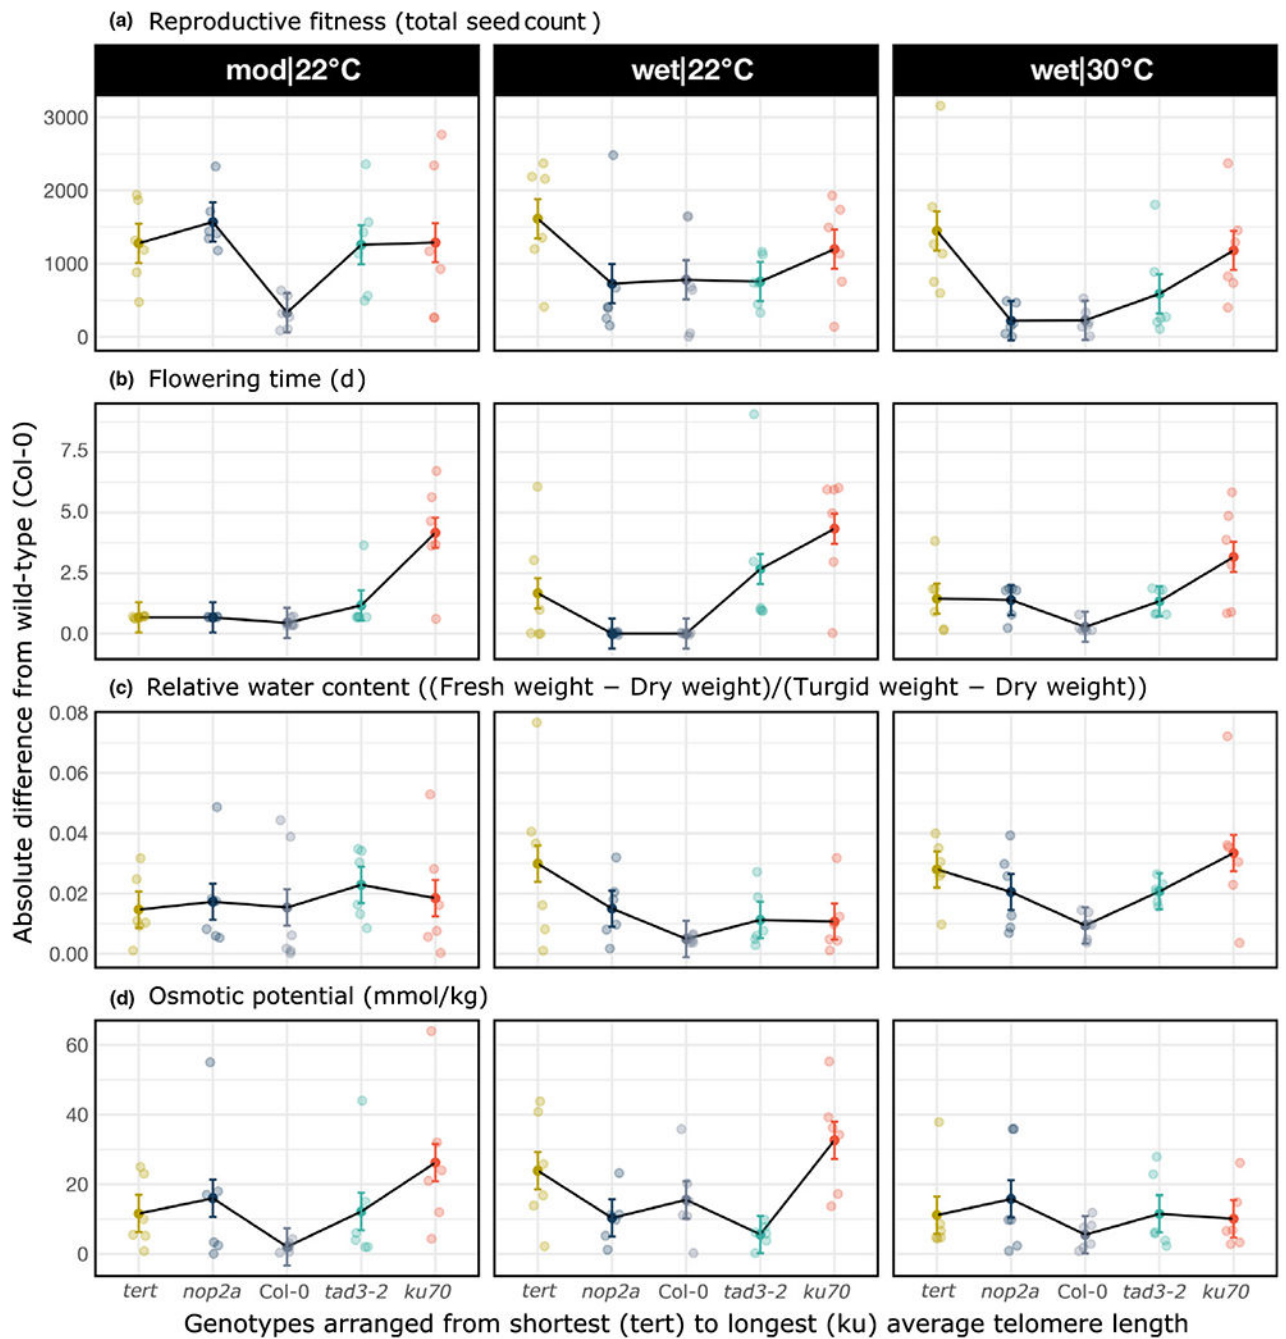 (a) Reproductive fitness (total seed count)
mod|22°C wet|22°C wet|30°C
3000
2000
1000
0
(b) Flowering time (d)
7.5
5.0
2.5
0.0
(c) Relative water content ((Fresh weight − Dry weight)/(Turgid weight − Dry weight))
0.08
0.06
0.04
0.02
0.00
(d) Osmotic potential (mmol/kg)
60
40
20
0
Absolute difference from wild-type (Col-0)
tert nop2a Col-0 tad3-2 ku70 tert nop2a Col-0 tad3-2 ku70 tert nop2a Col-0 tad3-2 ku70
Genotypes arranged from shortest (tert) to longest (ku) average telomere length